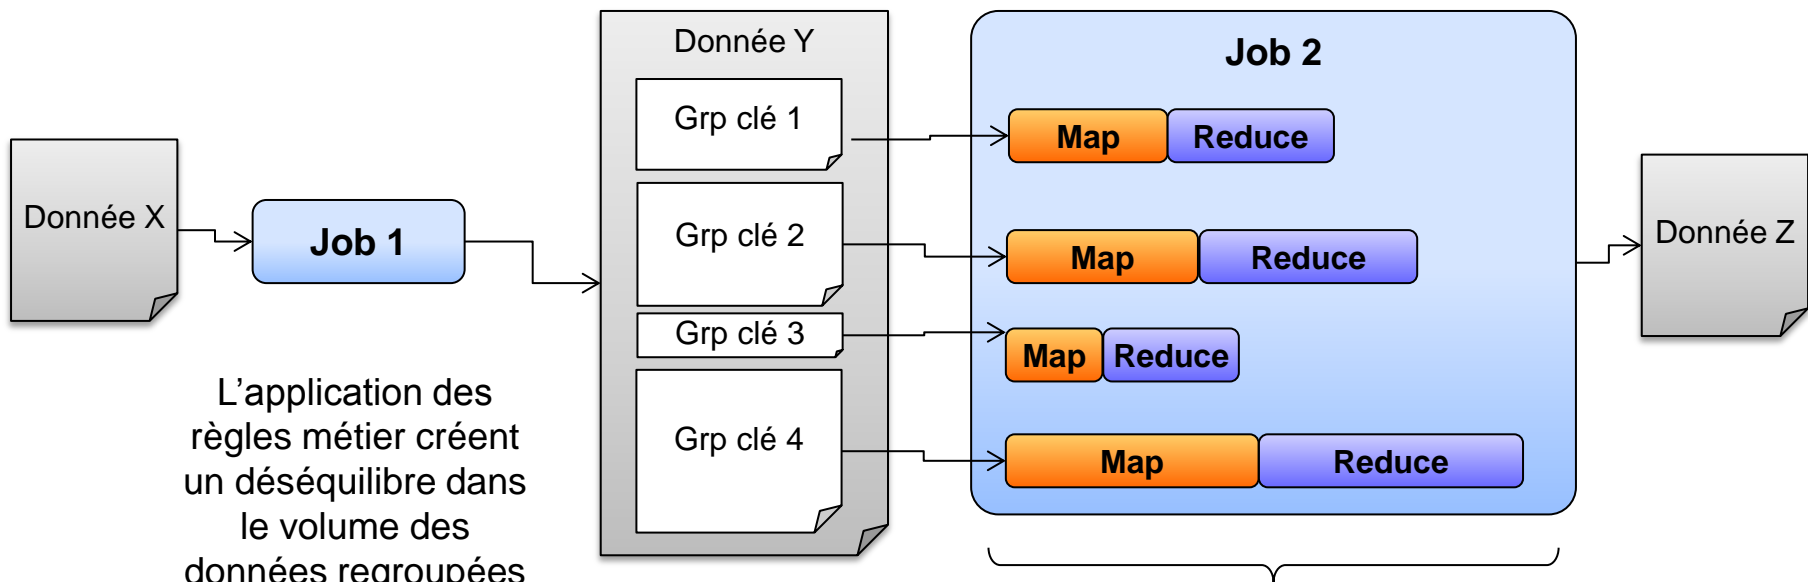 Donnée X
Job 1
L'application des
règles métier créent
un déséquilibre dans
le volume des
données regroupées
Donnée Y
Grp clé 1
Grp clé 2
Grp clé 3
Grp clé 4
Job 2
Map Reduce
Map Reduce
Map Reduce
Map Reduce
Donnée Z